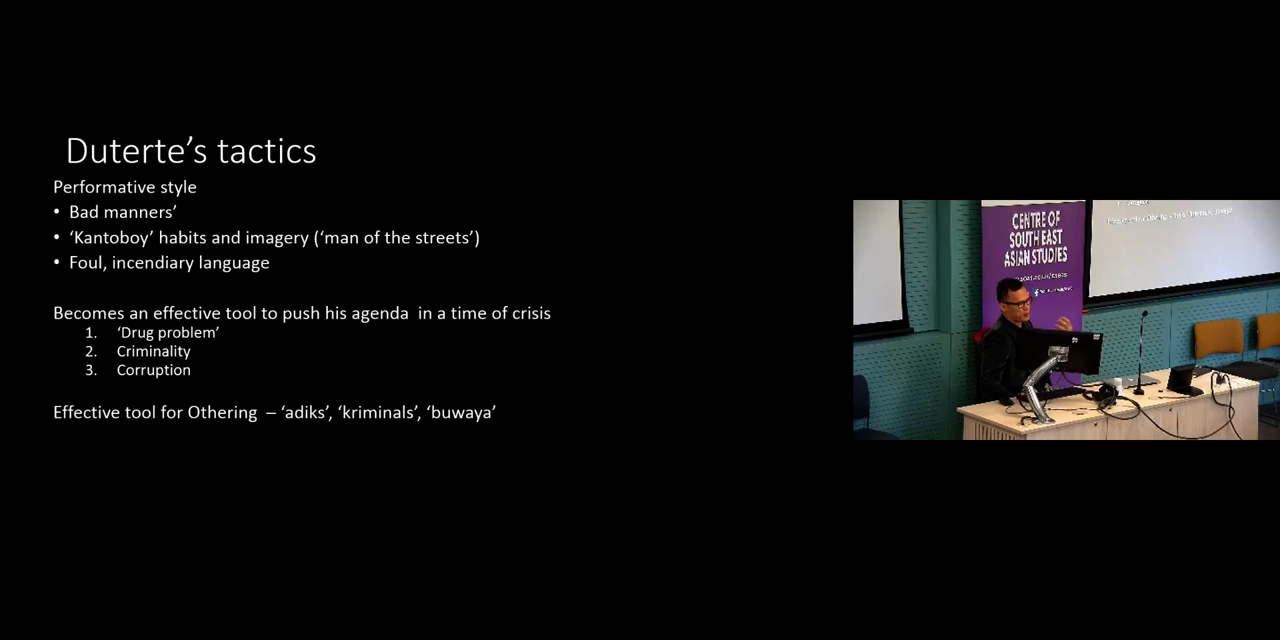 Duterte's tactics
Performative style
• Bad manners'
• 'Kantoboy' habits and imagery ('man of the streets')
• Foul, incendiary language
Becomes an effective tool to push his agenda  in a time of crisis
1. 'Drug problem'
2. Criminality
3. Corruption
Effective tool for Othering – 'adiks', 'kriminals', 'buwaya'
CENTRE OF
SOUTH EAST
ASIAN STUDIES